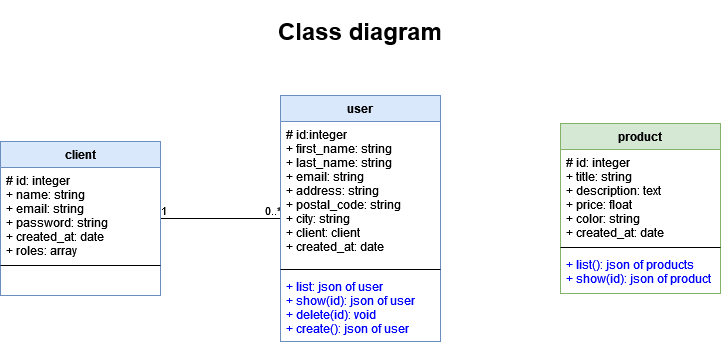 Class diagram
client
# id: integer
+ name: string
+ email: string
+ password: string
+ created_at: date
+ roles: array
1
0..*
user
# id:integer
+ first_name: string
+ last_name: string
+ email: string
+ address: string
+ postal_code: string
+ city: string
+ client: client
+ created_at: date
+ list: json of user
+ show(id): json of user
+ delete(id): void
+ create(): json of user
product
# id: integer
+ title: string
+ description: text
+ price: float
+ color: string
+ created_at: date
+ list(): json of products
+ show(id): json of product